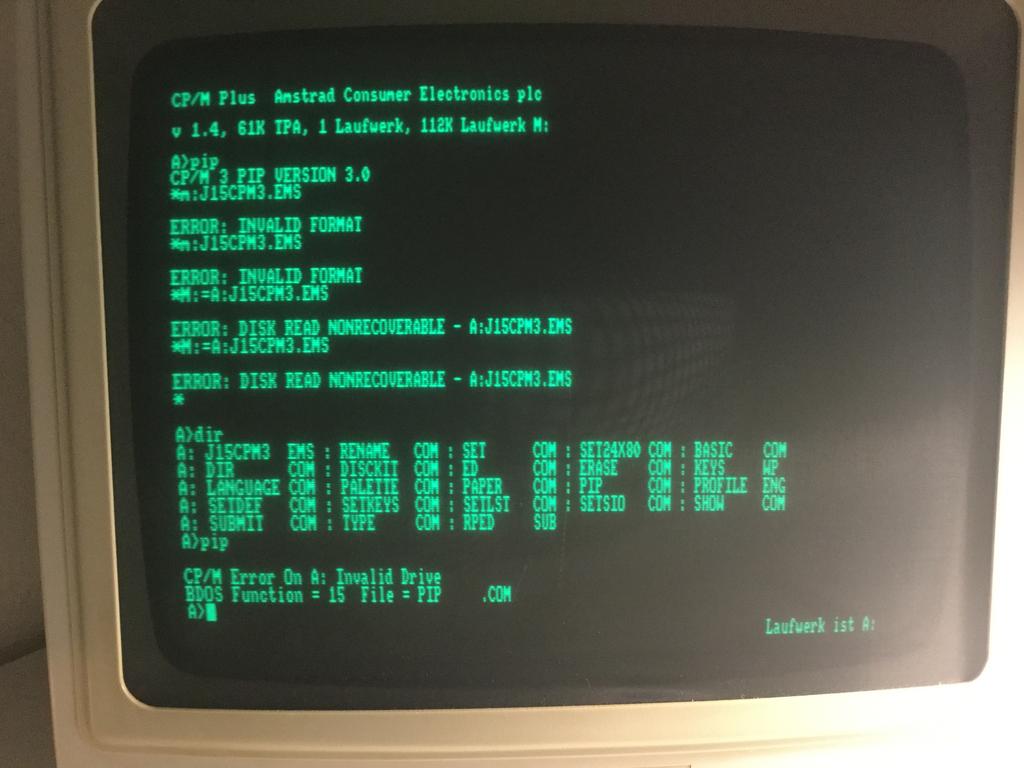 CP/M Plus  Amstrad Consumer Electronics plc
v 1.4, 61K TPA, 1 Laufwerk, 112K Laufwerk M:
A>pip
CP/M 3 PIP VERSION 3.0
*m:J15CPM3.EMS
ERROR: INVALID FORMAT
*m:J15CPM3.EMS
ERROR: INVALID FORMAT
*M:=A:J15CPM3.EMS
ERROR: DISK READ NONRECOVERABLE - A:J15CPM3.EMS
*M:=A:J15CPM3.EMS
ERROR: DISK READ NONRECOVERABLE - A:J15CPM3.EMS
*
A>dir
A: J15CPM3  EMS : RENAME   COM : SET      COM : SET24X80 COM : BASIC    COM
A: DIR      COM : DISCKIT  COM : ED       COM : ERASE    COM : KEYS     WP
A: LANGUAGE COM : PALETTE  COM : PAPER    COM : PIP      COM : PROFILE  ENG
A: SETDEF   COM : SETKEYS  COM : SETLST   COM : SETSIO   COM : SHOW     COM
A: SUBMIT   COM : TYPE     COM : RPED     SUB
A>pip
CP/M Error On A: Invalid Drive
BDOS Function = 15  File = PIP     .COM
A>
Laufwerk ist A: